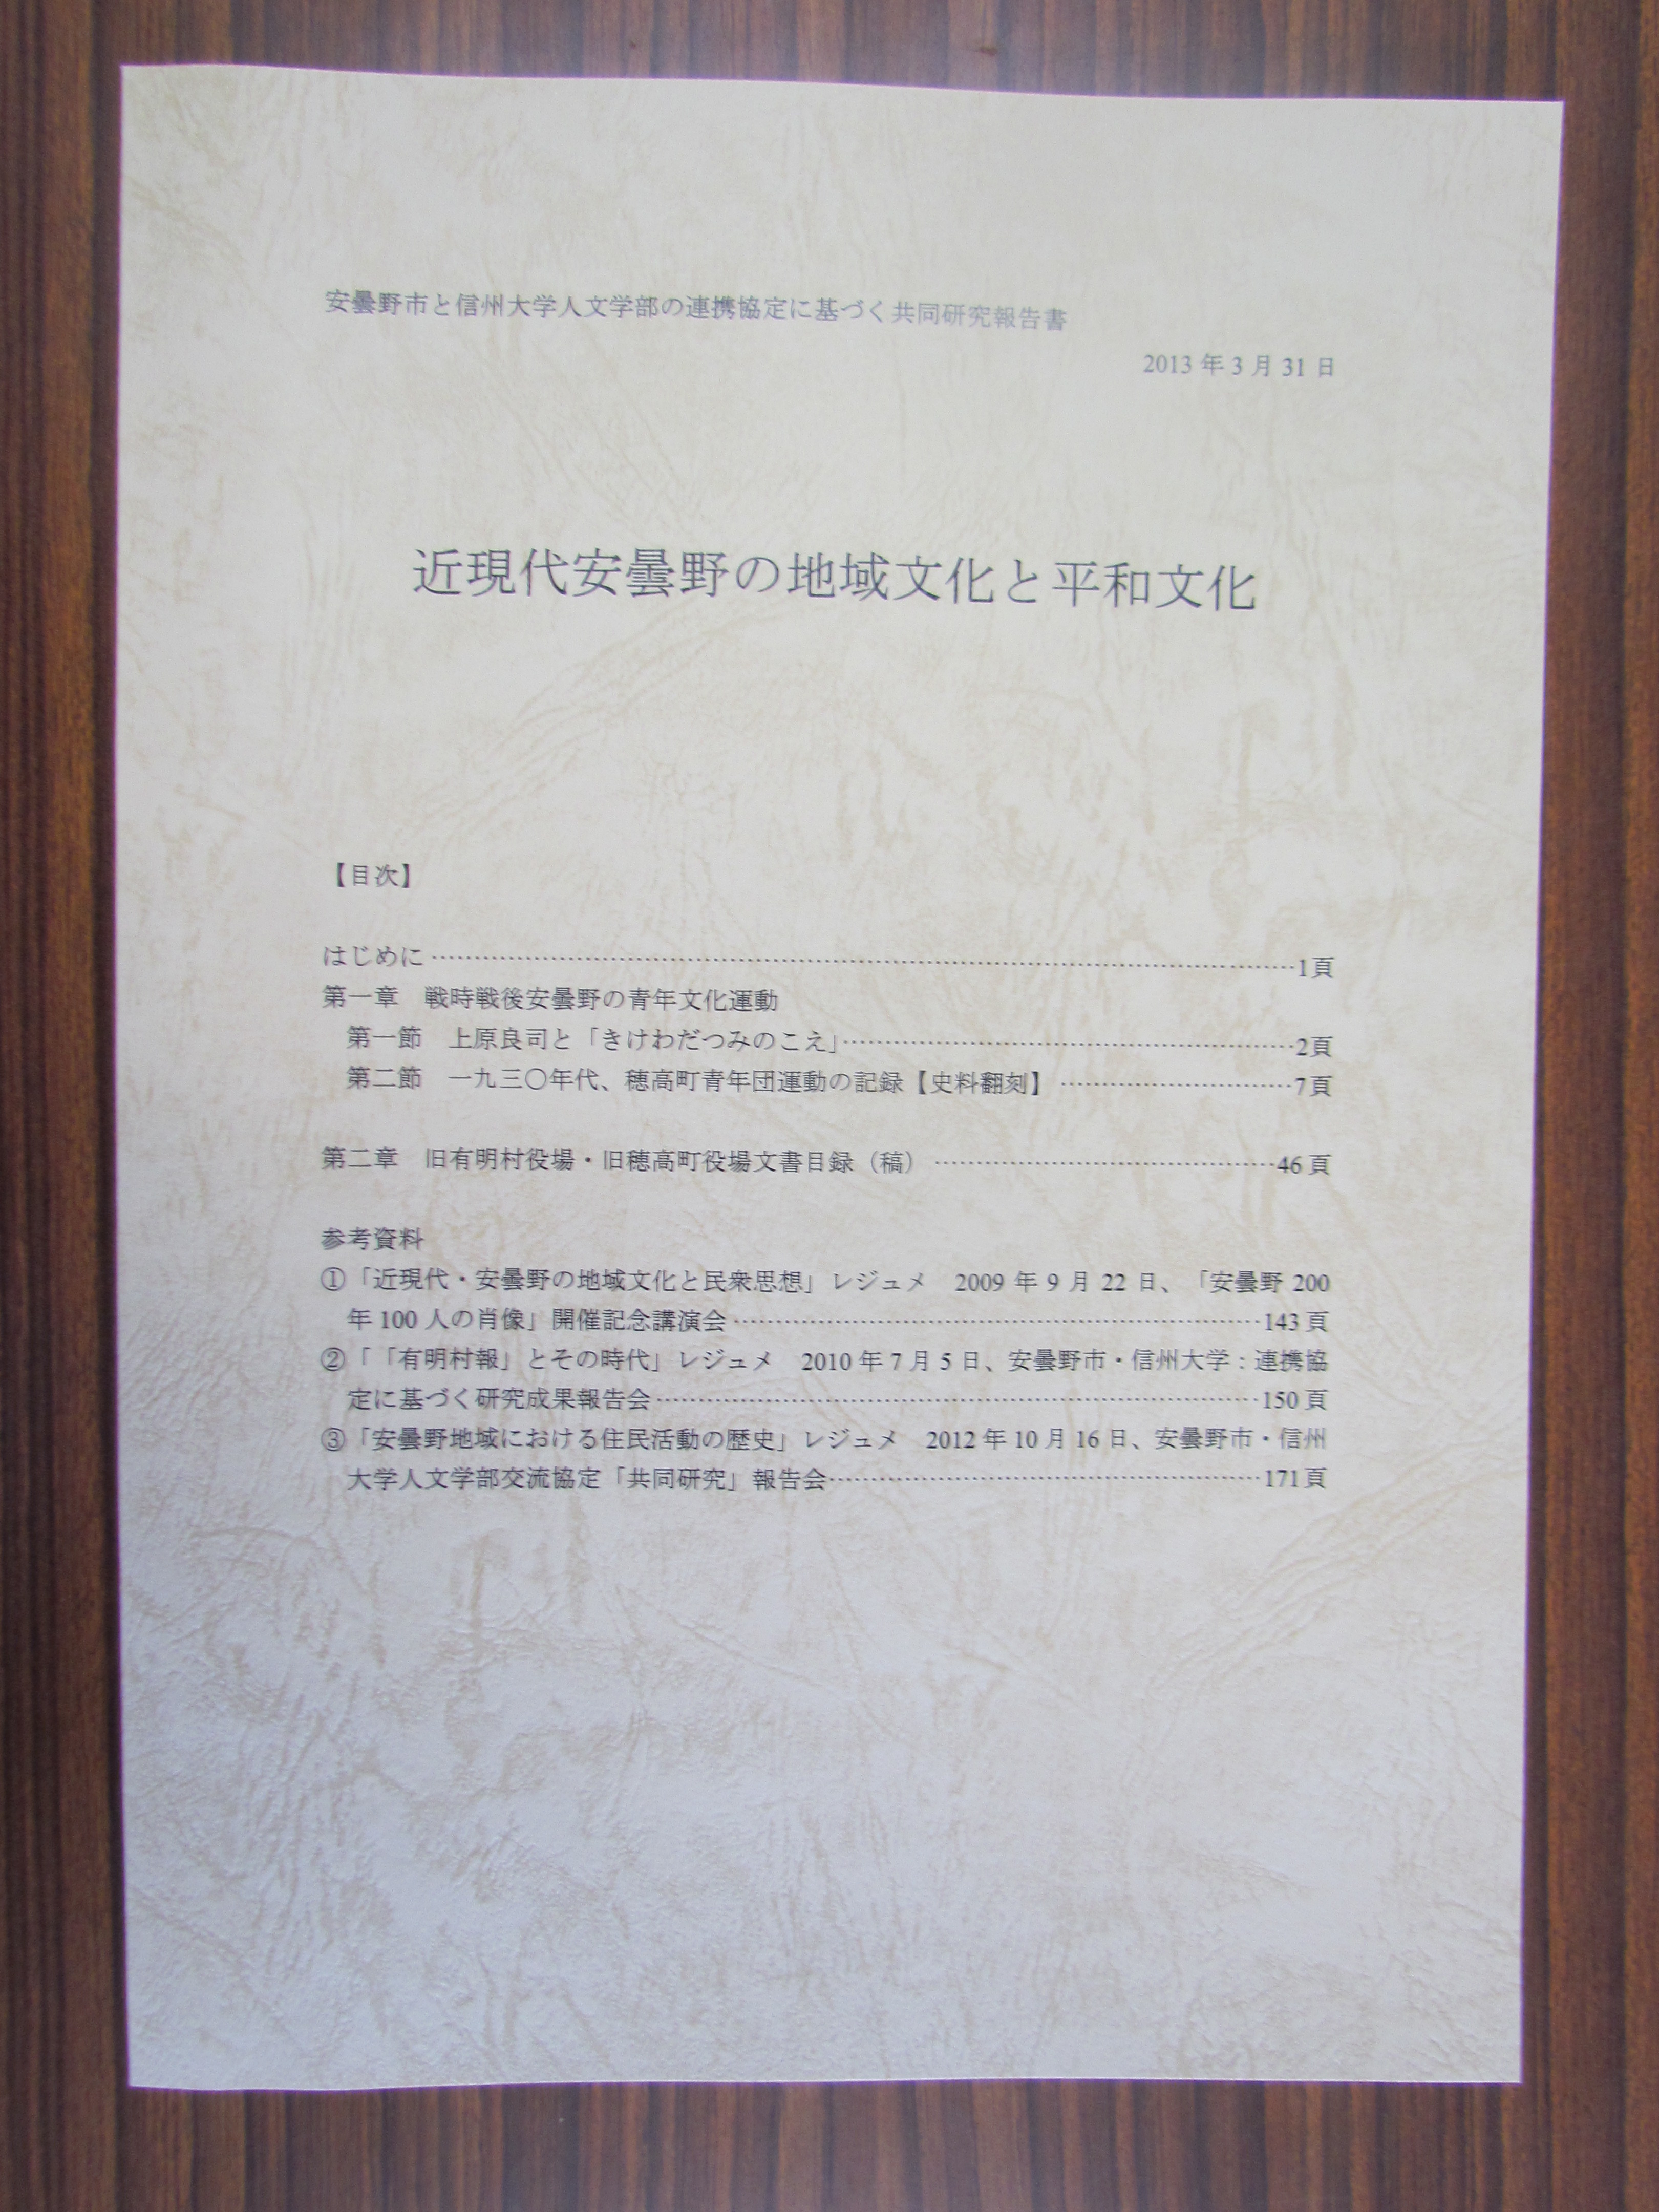 安曇野市と信州大学人文学部の連携協定に基づく共同研究報告書
2013 年 3 月 31 日
近現代安曇野の地域文化と平和文化
【目次】
はじめに……………………………………………………………………………………1頁
第一章　戦時戦後安曇野の青年文化運動
第一節　上原良司と「きけわだつみのこえ」……………………………………………2頁
第二節　一九三〇年代、穂高町青年団運動の記録【史料翻刻】………………………7頁
第二章　旧有明村役場・旧穂高町役場文書目録（稿）…………………………………46 頁
参考資料
①「近現代・安曇野の地域文化と民衆思想」レジュメ　2009 年 9 月 22 日、「安曇野 200
年 100 人の肖像」開催記念講演会………………………………………………………143 頁
②「「有明村報」とその時代」レジュメ　2010 年 7 月 5 日、安曇野市・信州大学：連携協
定に基づく研究成果報告会………………………………………………………………150 頁
③「安曇野地域における住民活動の歴史」レジュメ　2012 年 10 月 16 日、安曇野市・信州
大学人文学部交流協定「共同研究」報告会……………………………………………171頁